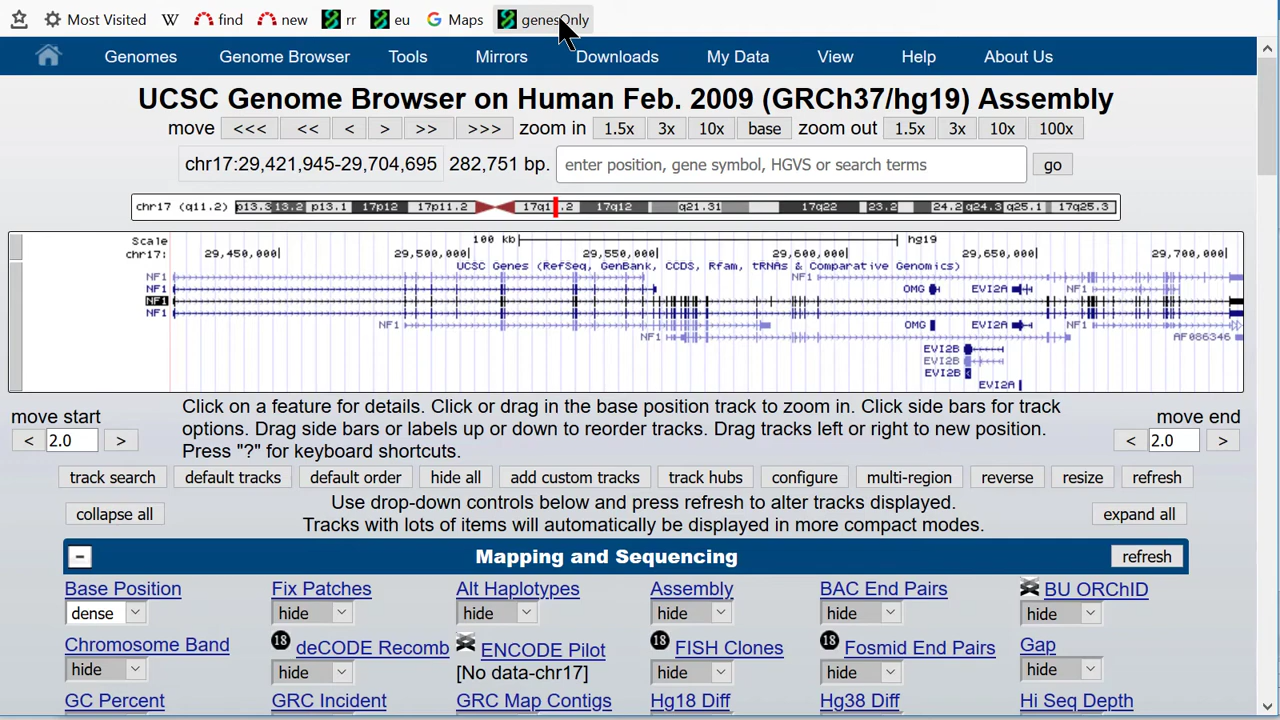 Most Visited W find new rr eu Maps genesOnly
Genomes Genome Browser Tools Mirrors Downloads My Data View Help About Us
UCSC Genome Browser on Human Feb. 2009 (GRCh37/hg19) Assembly
move <<< << < > >> >>> zoom in 1.5x 3x 10x base zoom out 1.5x 3x 10x 100x
chr17:29,421,945-29,704,695 282,751 bp. enter position, gene symbol, HGVS or search terms go
chr17 (q11.2) p13.3 13.2 p13.1 17p12 17p11.2 17q11.2 17q12 q21.31 17q22 23.2 24.2 q24.3 q25.1 17q25.3
Scale 100 kb hg19
chr17: 29,450,000 29,500,000 29,550,000 29,600,000 29,650,000 29,700,000
UCSC Genes (RefSeq, GenBank, CCDS, Rfam, tRNAs & Comparative Genomics)
NF1 NF1
NF1 OMG EVI2A NF1
NF1
NF1
NF1 OMG EVI2A NF1
NF1 AF086346
EVI2B
EVI2B
EVI2B
EVI2A
move start Click on a feature for details. Click or drag in the base position track to zoom in. Click side bars for track move end
< 2.0 > options. Drag side bars or labels up or down to reorder tracks. Drag tracks left or right to new position. < 2.0 >
Press "?" for keyboard shortcuts.
track search default tracks default order hide all add custom tracks track hubs configure multi-region reverse resize refresh
collapse all Use drop-down controls below and press refresh to alter tracks displayed. expand all
Tracks with lots of items will automatically be displayed in more compact modes.
- Mapping and Sequencing refresh
Base Position Fix Patches Alt Haplotypes Assembly BAC End Pairs BU ORChID
dense hide hide hide hide hide
Chromosome Band 18 deCODE Recomb ENCODE Pilot 18 FISH Clones 18 Fosmid End Pairs Gap
hide hide [No data-chr17] hide hide hide
GC Percent GRC Incident GRC Map Contigs Hg18 Diff Hg38 Diff Hi Seq Depth